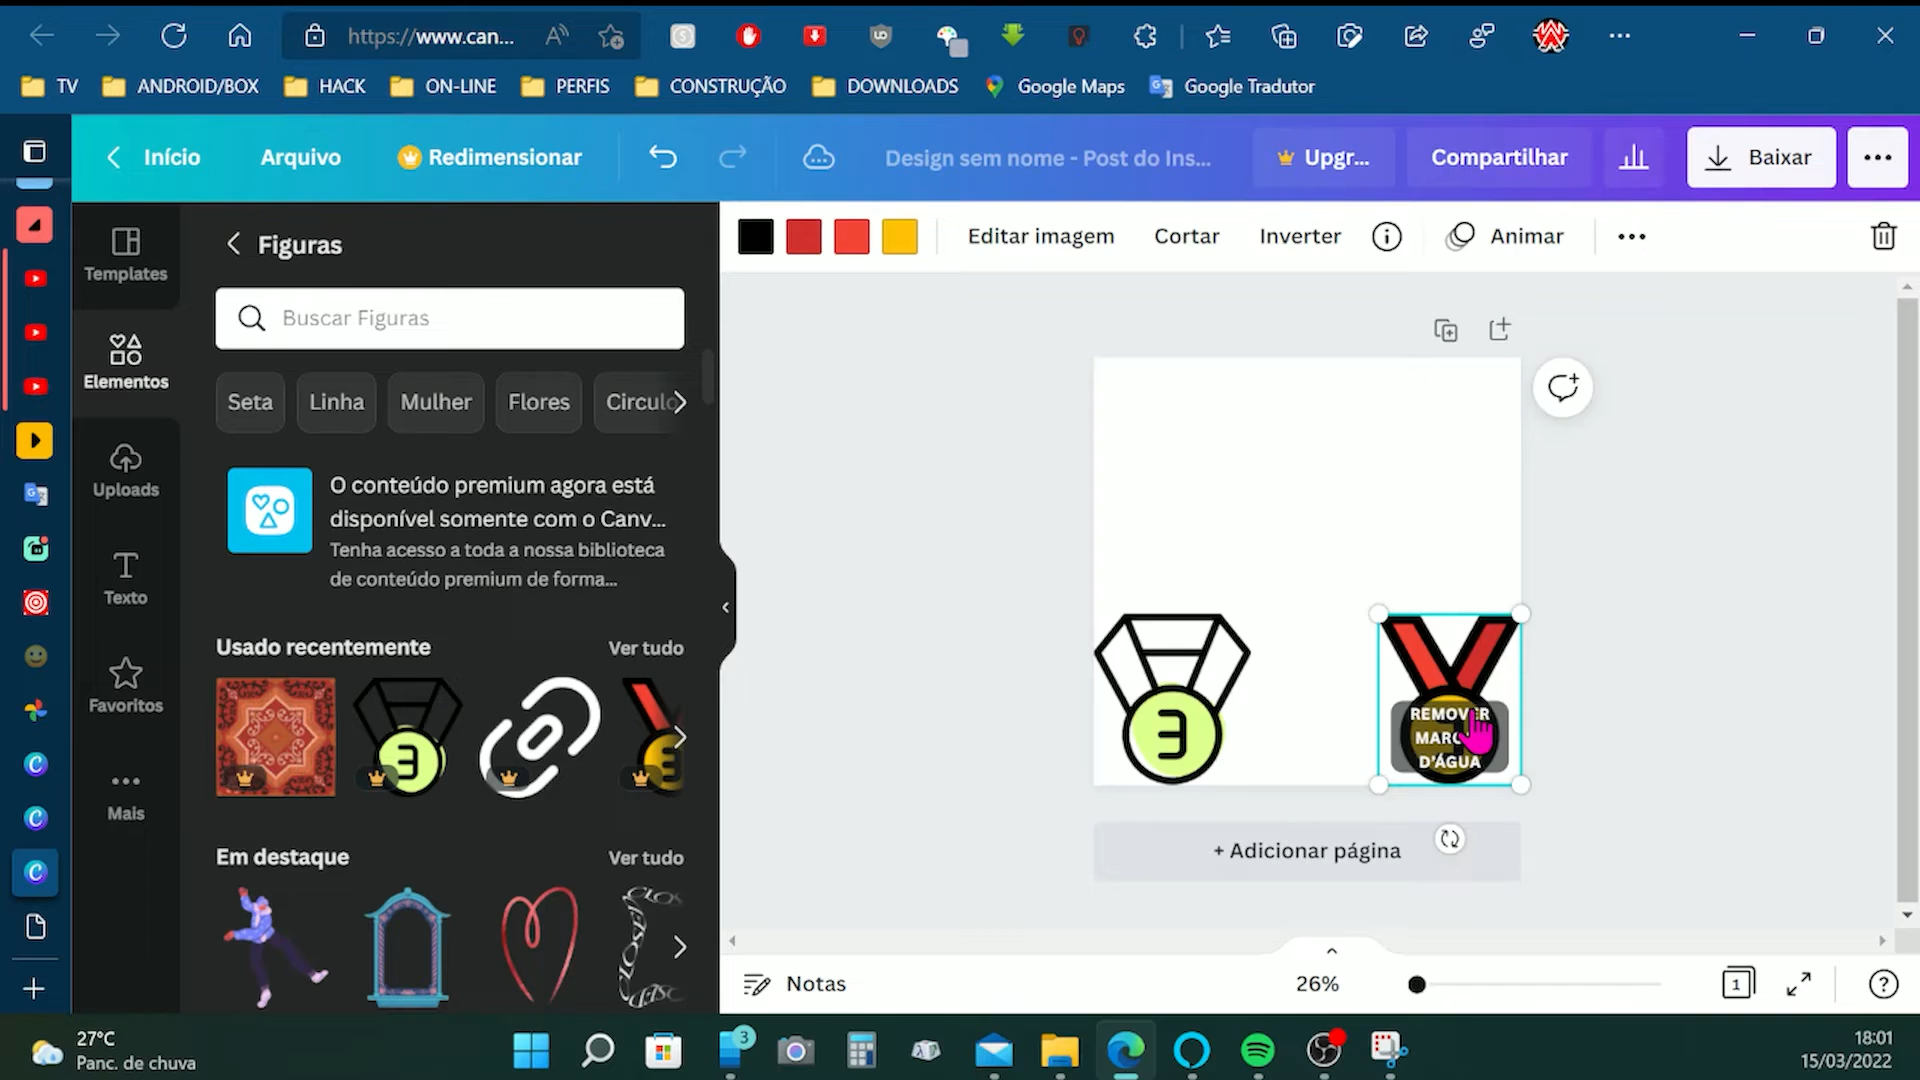 https://www.can...
TV
ANDROID/BOX
HACK
ON-LINE
PERFIS
CONSTRUÇÃO
DOWNLOADS
Google Maps
Google Tradutor
Início
Arquivo
Redimensionar
Design sem nome - Post do Ins...
Upgr...
Compartilhar
Baixar
Templates
Elementos
Uploads
Texto
Favoritos
Mais
Figuras
Buscar Figuras
Seta
Linha
Mulher
Flores
Circulo
O conteúdo premium agora está
disponível somente com o Canv...
Tenha acesso a toda a nossa biblioteca
de conteúdo premium de forma...
Usado recentemente
Ver tudo
3
3
Em destaque
Ver tudo
Editar imagem
Cortar
Inverter
Animar
3
REMOVER
D'ÁGUA
+ Adicionar página
Notas
26%
1
?
27°C
Panc. de chuva
3
18:01
15/03/2022